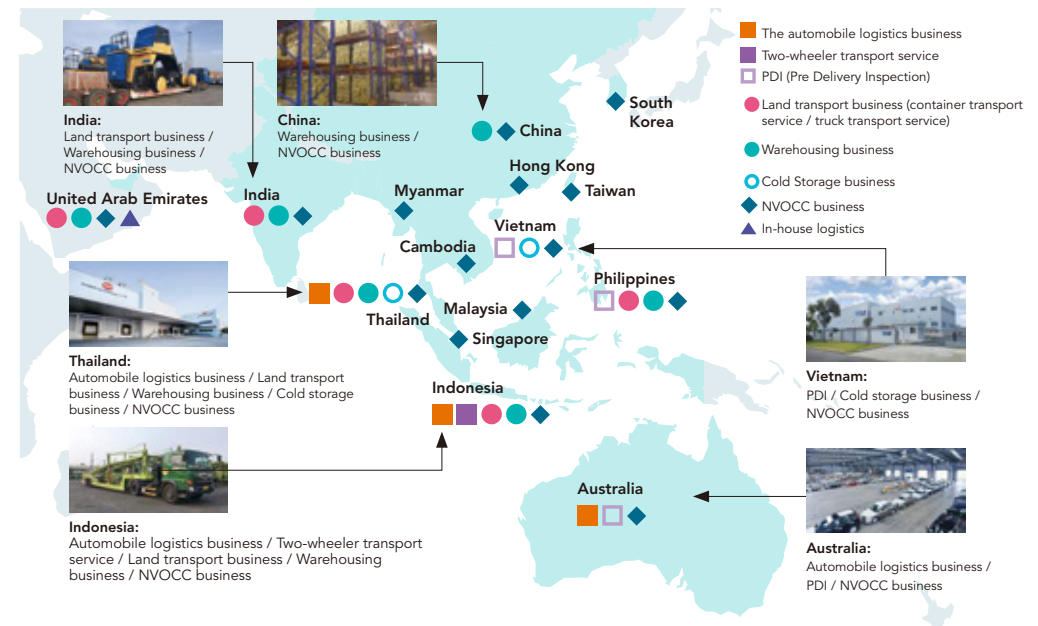 India:
Land transport business /
Warehousing business /
NVOCC business
China:
Warehousing business /
NVOCC business
The automobile logistics business
Two-wheeler transport service
PDI (Pre Delivery Inspection)
Land transport business (container transport
service / truck transport service)
Warehousing business
Cold Storage business
NVOCC business
In-house logistics
South
Korea
China
Hong Kong
Taiwan
Myanmar
India
United Arab Emirates
Vietnam
Cambodia
Philippines
Malaysia
Thailand
Singapore
Indonesia
Australia
Thailand:
Automobile logistics business / Land transport
business / Warehousing business / Cold storage
business / NVOCC business
Vietnam:
PDI / Cold storage business /
NVOCC business
Indonesia:
Automobile logistics business / Two-wheeler transport
service / Land transport business / Warehousing
business / NVOCC business
Australia:
Automobile logistics business /
PDI / NVOCC business